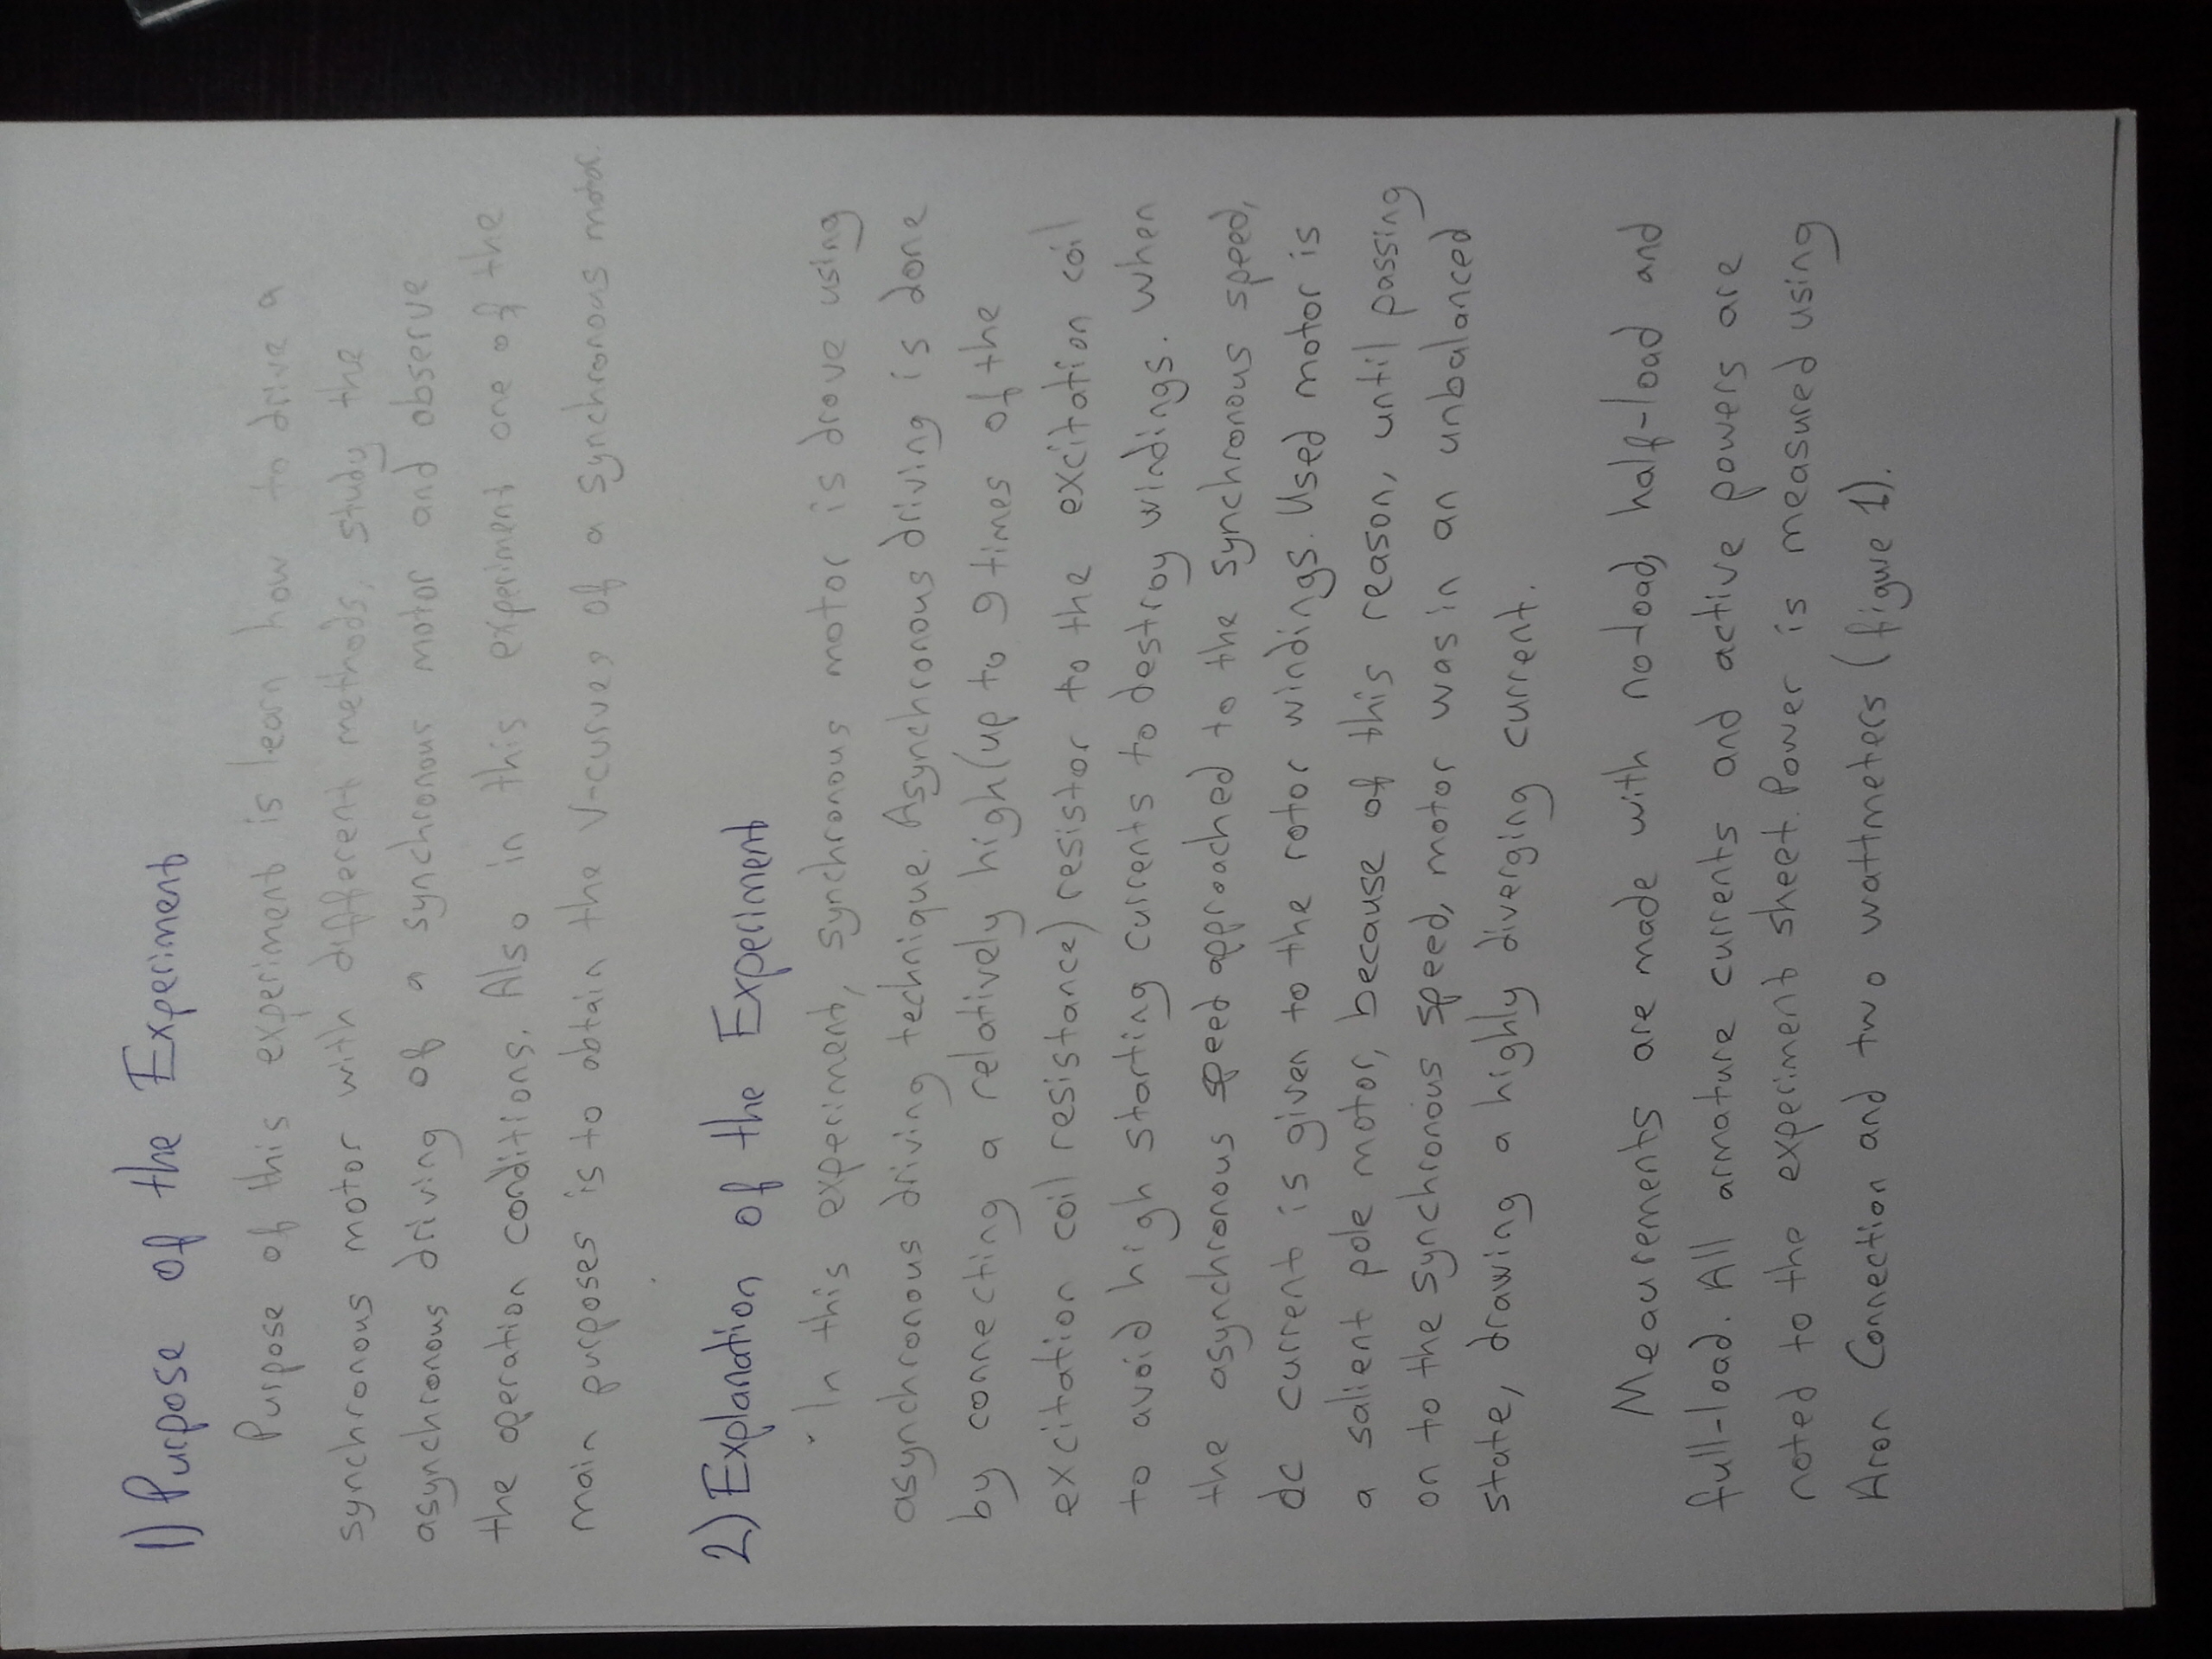 1) Purpose of the Experiment
Purpose of this experiment is learn how to drive a
synchronous motor with different methods, study the
asynchronous driving of a synchronous motor and observe
the operation conditions. Also in this experiment one of the
main purposes is to obtain the V-curves of a synchronous motor.
2) Explanation of the Experiment
In this experiment, synchronous motor is drove using
asynchronous driving technique. Asynchronous driving is done
by connecting a relatively high(up to 9 times of the
excitation coil resistance) resistor to the excitation coil
to avoid high starting currents to destroy windings. When
the asynchronous speed approached to the synchronous speed,
dc current is given to the rotor windings. Used motor is
a salient pole motor, because of this reason, until passing
on to the synchronous speed, motor was in an unbalanced
state, drawing a highly diverging current.
Meaurements are made with no-load, half-load and
full-load. All armature currents and active powers are
noted to the experiment sheet. Power is measured using
Aron Connection and two wattmeters (figure 1).